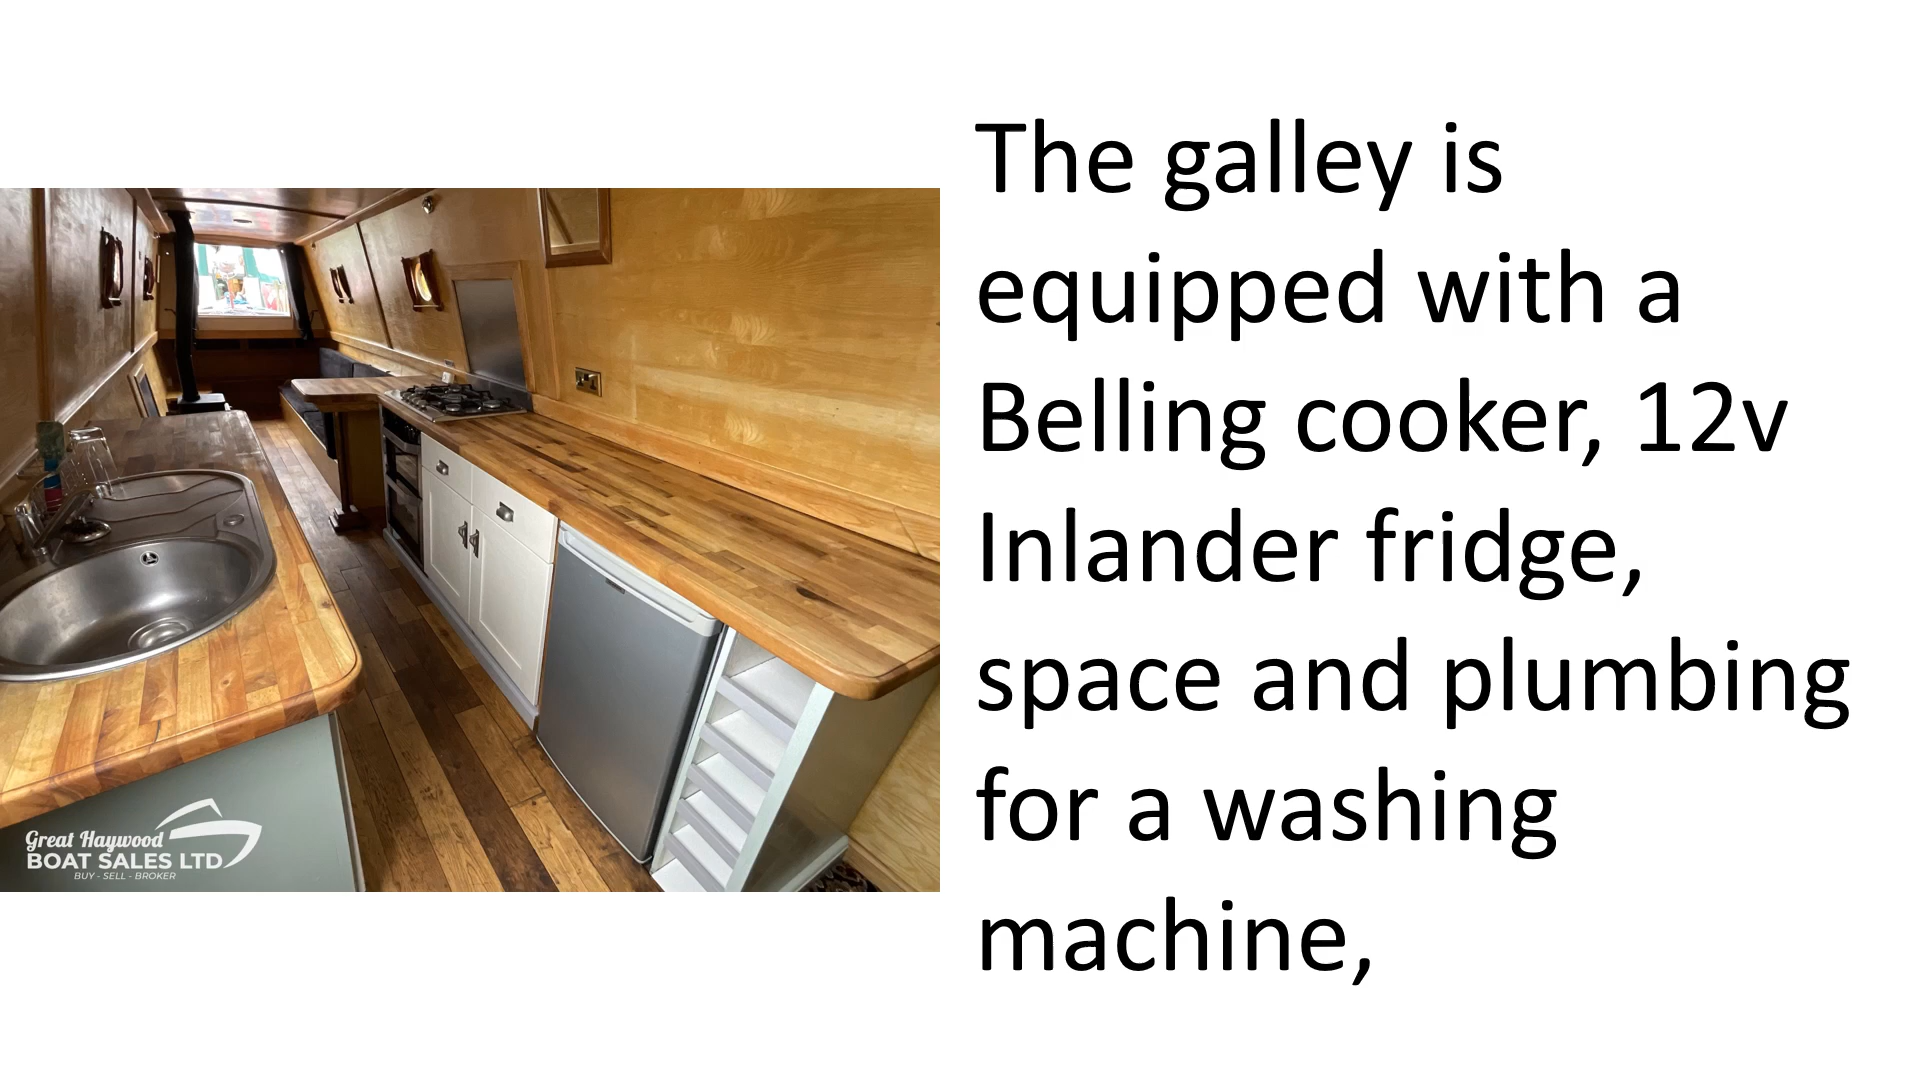 The galley is
equipped with a
Belling cooker, 12v
Inlander fridge,
space and plumbing
for a washing
machine,
Great Haywood
BOAT SALES LTD
BUY - SELL - BROKER